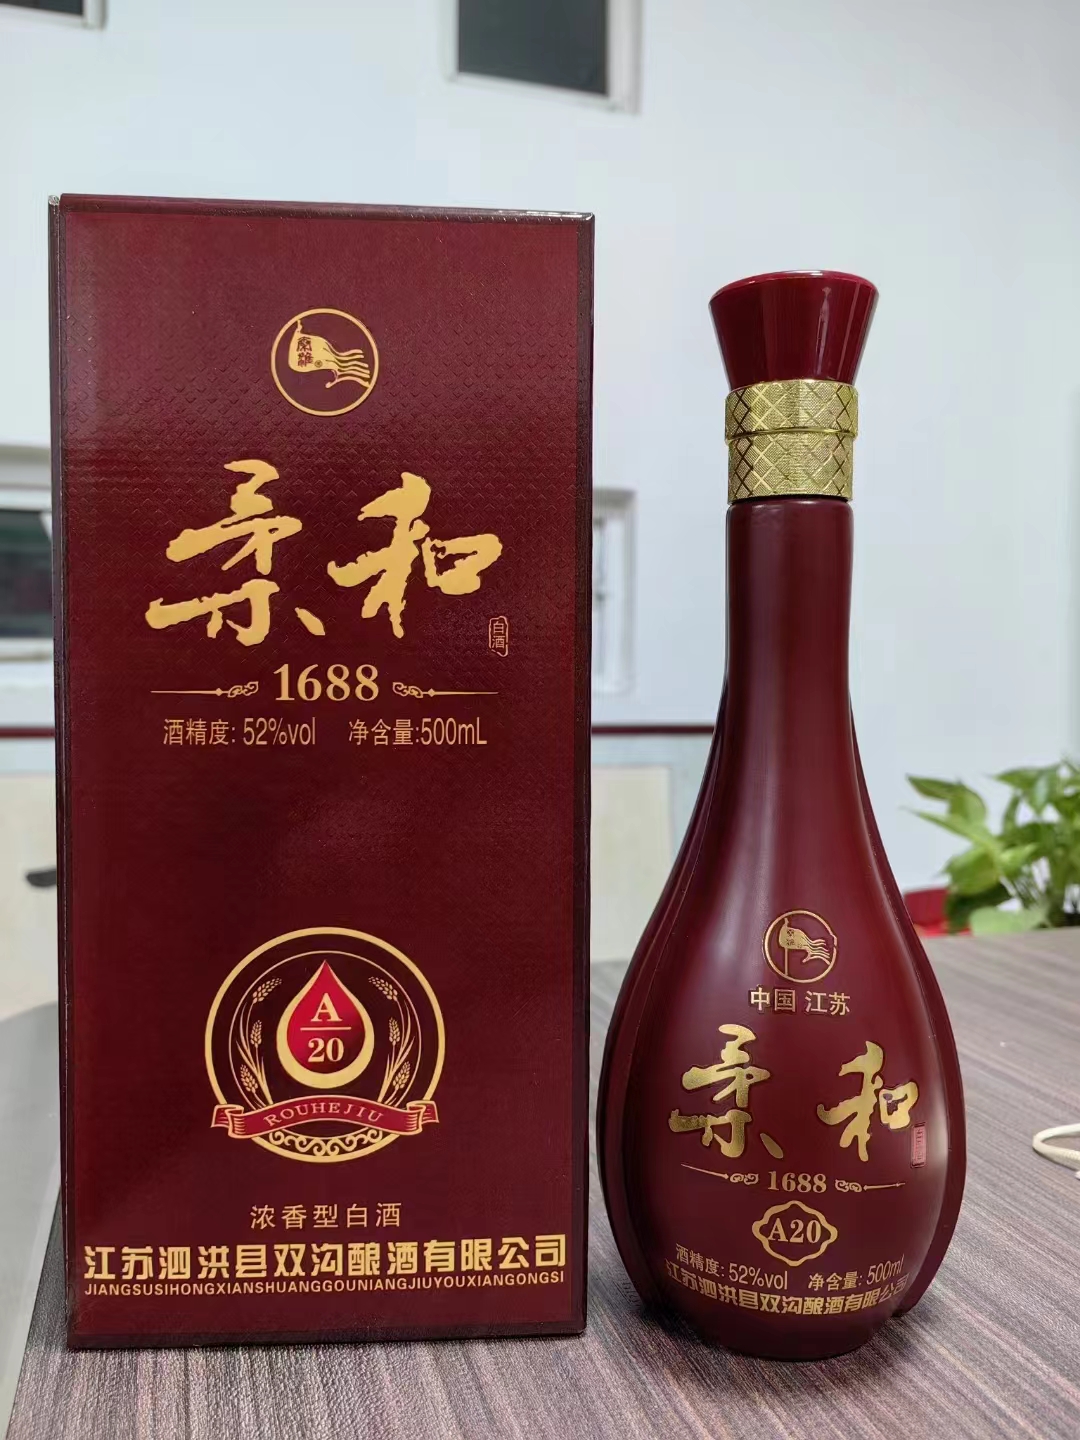 柔和
白酒
1688
酒精度: 52%vol 净含量:500mL
A
20
ROUHEJIU
浓香型白酒
江苏泗洪县双沟酿酒有限公司
JIANGSUSIHONGXIANSHUANGGOUNIANGJIUYOUXIANGONGSI
中国 江苏
柔和
1688
A20
酒精度: 52%vol 净含量: 500ml
江苏泗洪县双沟酿酒有限公司